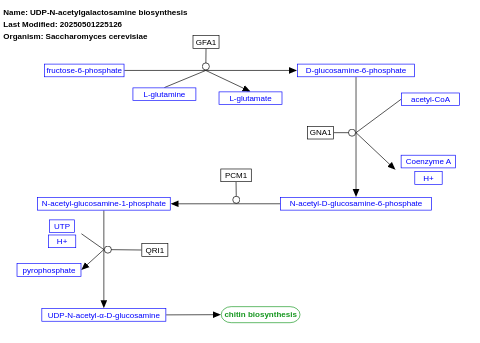 Name: UDP-N-acetylgalactosamine biosynthesis
Last Modified: 20250501225126
Organism: Saccharomyces cerevisiae
GFA1
fructose-6-phosphate
D-glucosamine-6-phosphate
L-glutamine
L-glutamate
acetyl-CoA
GNA1
Coenzyme A
H+
PCM1
N-acetyl-glucosamine-1-phosphate
N-acetyl-D-glucosamine-6-phosphate
UTP
H+
QRI1
pyrophosphate
UDP-N-acetyl-α-D-glucosamine
chitin biosynthesis